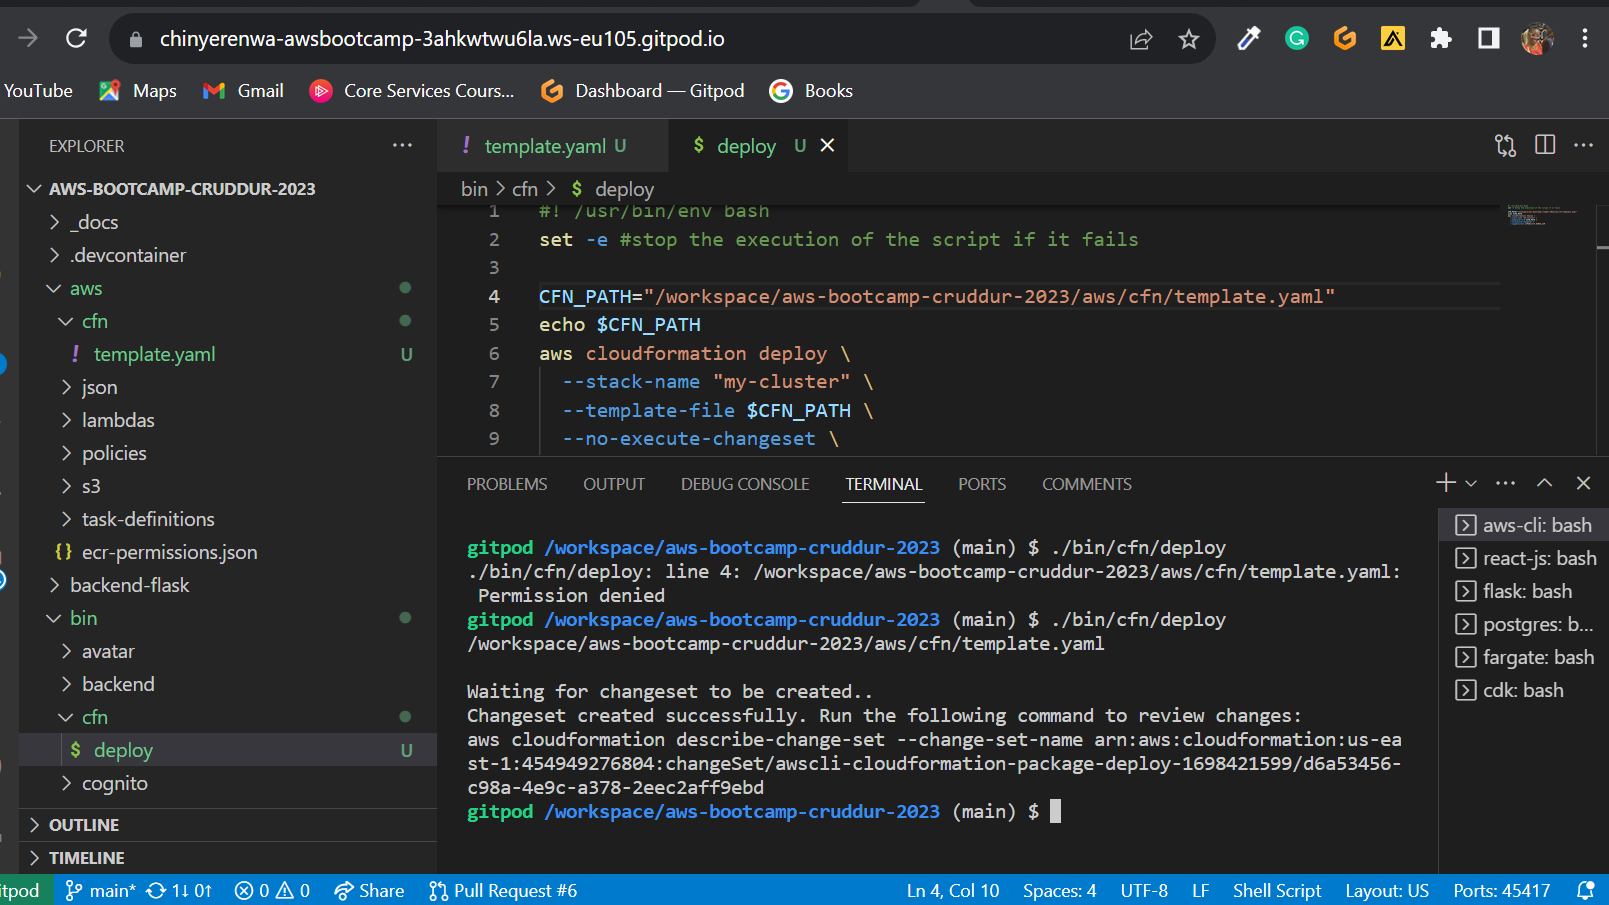 chinyerenwa-awsbootcamp-3ahkwtwu6la.ws-eu105.gitpod.io
YouTube Maps Gmail Core Services Cours... Dashboard — Gitpod Books
EXPLORER
AWS-BOOTCAMP-CRUDDUR-2023
_docs
.devcontainer
aws
cfn
! template.yaml U
json
lambdas
policies
s3
task-definitions
{} ecr-permissions.json
backend-flask
bin
avatar
backend
cfn
$ deploy U
cognito
OUTLINE
TIMELINE
! template.yaml U $ deploy U
bin > cfn > $ deploy
1 #! /usr/bin/env bash
2 set -e #stop the execution of the script if it fails
3
4 CFN_PATH="/workspace/aws-bootcamp-cruddur-2023/aws/cfn/template.yaml"
5 echo $CFN_PATH
6 aws cloudformation deploy \
7 --stack-name "my-cluster" \
8 --template-file $CFN_PATH \
9 --no-execute-changeset \
PROBLEMS OUTPUT DEBUG CONSOLE TERMINAL PORTS COMMENTS
gitpod /workspace/aws-bootcamp-cruddur-2023 (main) $ ./bin/cfn/deploy
./bin/cfn/deploy: line 4: /workspace/aws-bootcamp-cruddur-2023/aws/cfn/template.yaml:
Permission denied
gitpod /workspace/aws-bootcamp-cruddur-2023 (main) $ ./bin/cfn/deploy
/workspace/aws-bootcamp-cruddur-2023/aws/cfn/template.yaml
Waiting for changeset to be created..
Changeset created successfully. Run the following command to review changes:
aws cloudformation describe-change-set --change-set-name arn:aws:cloudformation:us-ea
st-1:454949276804:changeSet/awscli-cloudformation-package-deploy-1698421599/d6a53456-
c98a-4e9c-a378-2eec2aff9ebd
gitpod /workspace/aws-bootcamp-cruddur-2023 (main) $
aws-cli: bash
react-js: bash
flask: bash
postgres: b...
fargate: bash
cdk: bash
itpod main* 1↓ 0↑ 0 0 Share Pull Request #6 Ln 4, Col 10 Spaces: 4 UTF-8 LF Shell Script Layout: US Ports: 45417